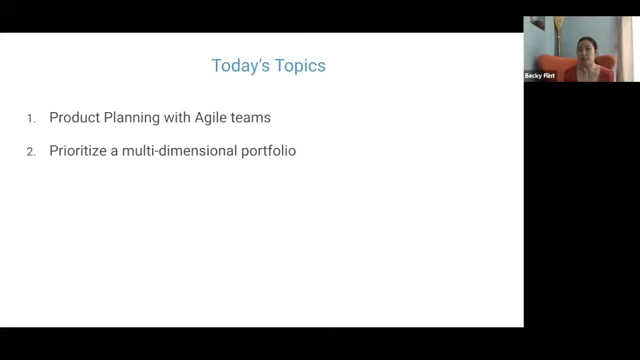 Today's Topics
1. Product Planning with Agile teams
2. Prioritize a multi-dimensional portfolio
Becky Flint